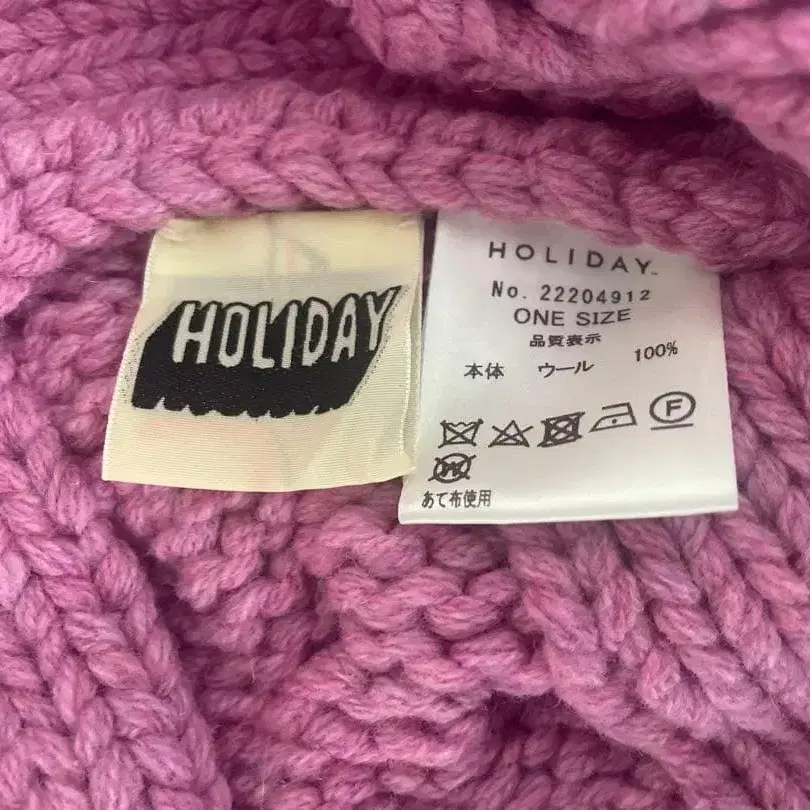 HOLIDAY
HOLIDAY™
No. 22204912
ONE SIZE
品質表示
本体 ウール 100%
F
W
あて布使用